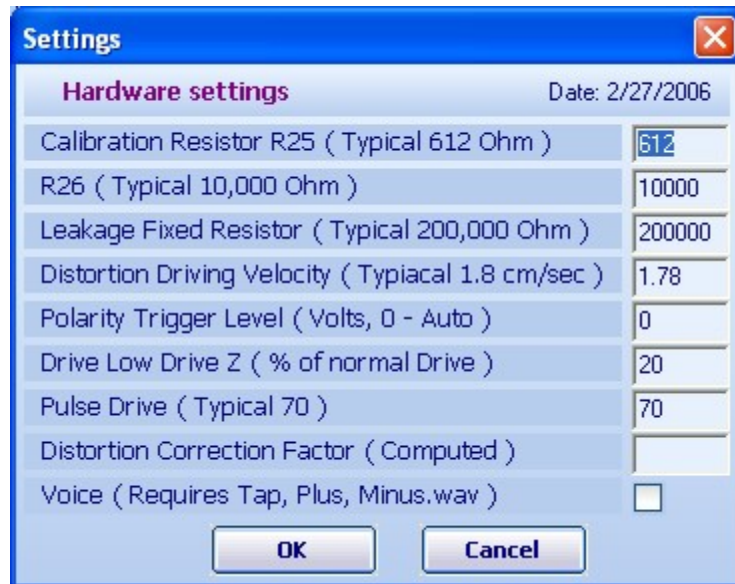 Settings
Hardware settings Date: 2/27/2006
Calibration Resistor R25 ( Typical 612 Ohm ) 612
R26 ( Typical 10,000 Ohm ) 10000
Leakage Fixed Resistor ( Typical 200,000 Ohm ) 200000
Distortion Driving Velocity ( Typiacal 1.8 cm/sec ) 1.78
Polarity Trigger Level ( Volts, 0 - Auto ) 0
Drive Low Drive Z ( % of normal Drive ) 20
Pulse Drive ( Typical 70 ) 70
Distortion Correction Factor ( Computed )
Voice ( Requires Tap, Plus, Minus.wav )
OK Cancel